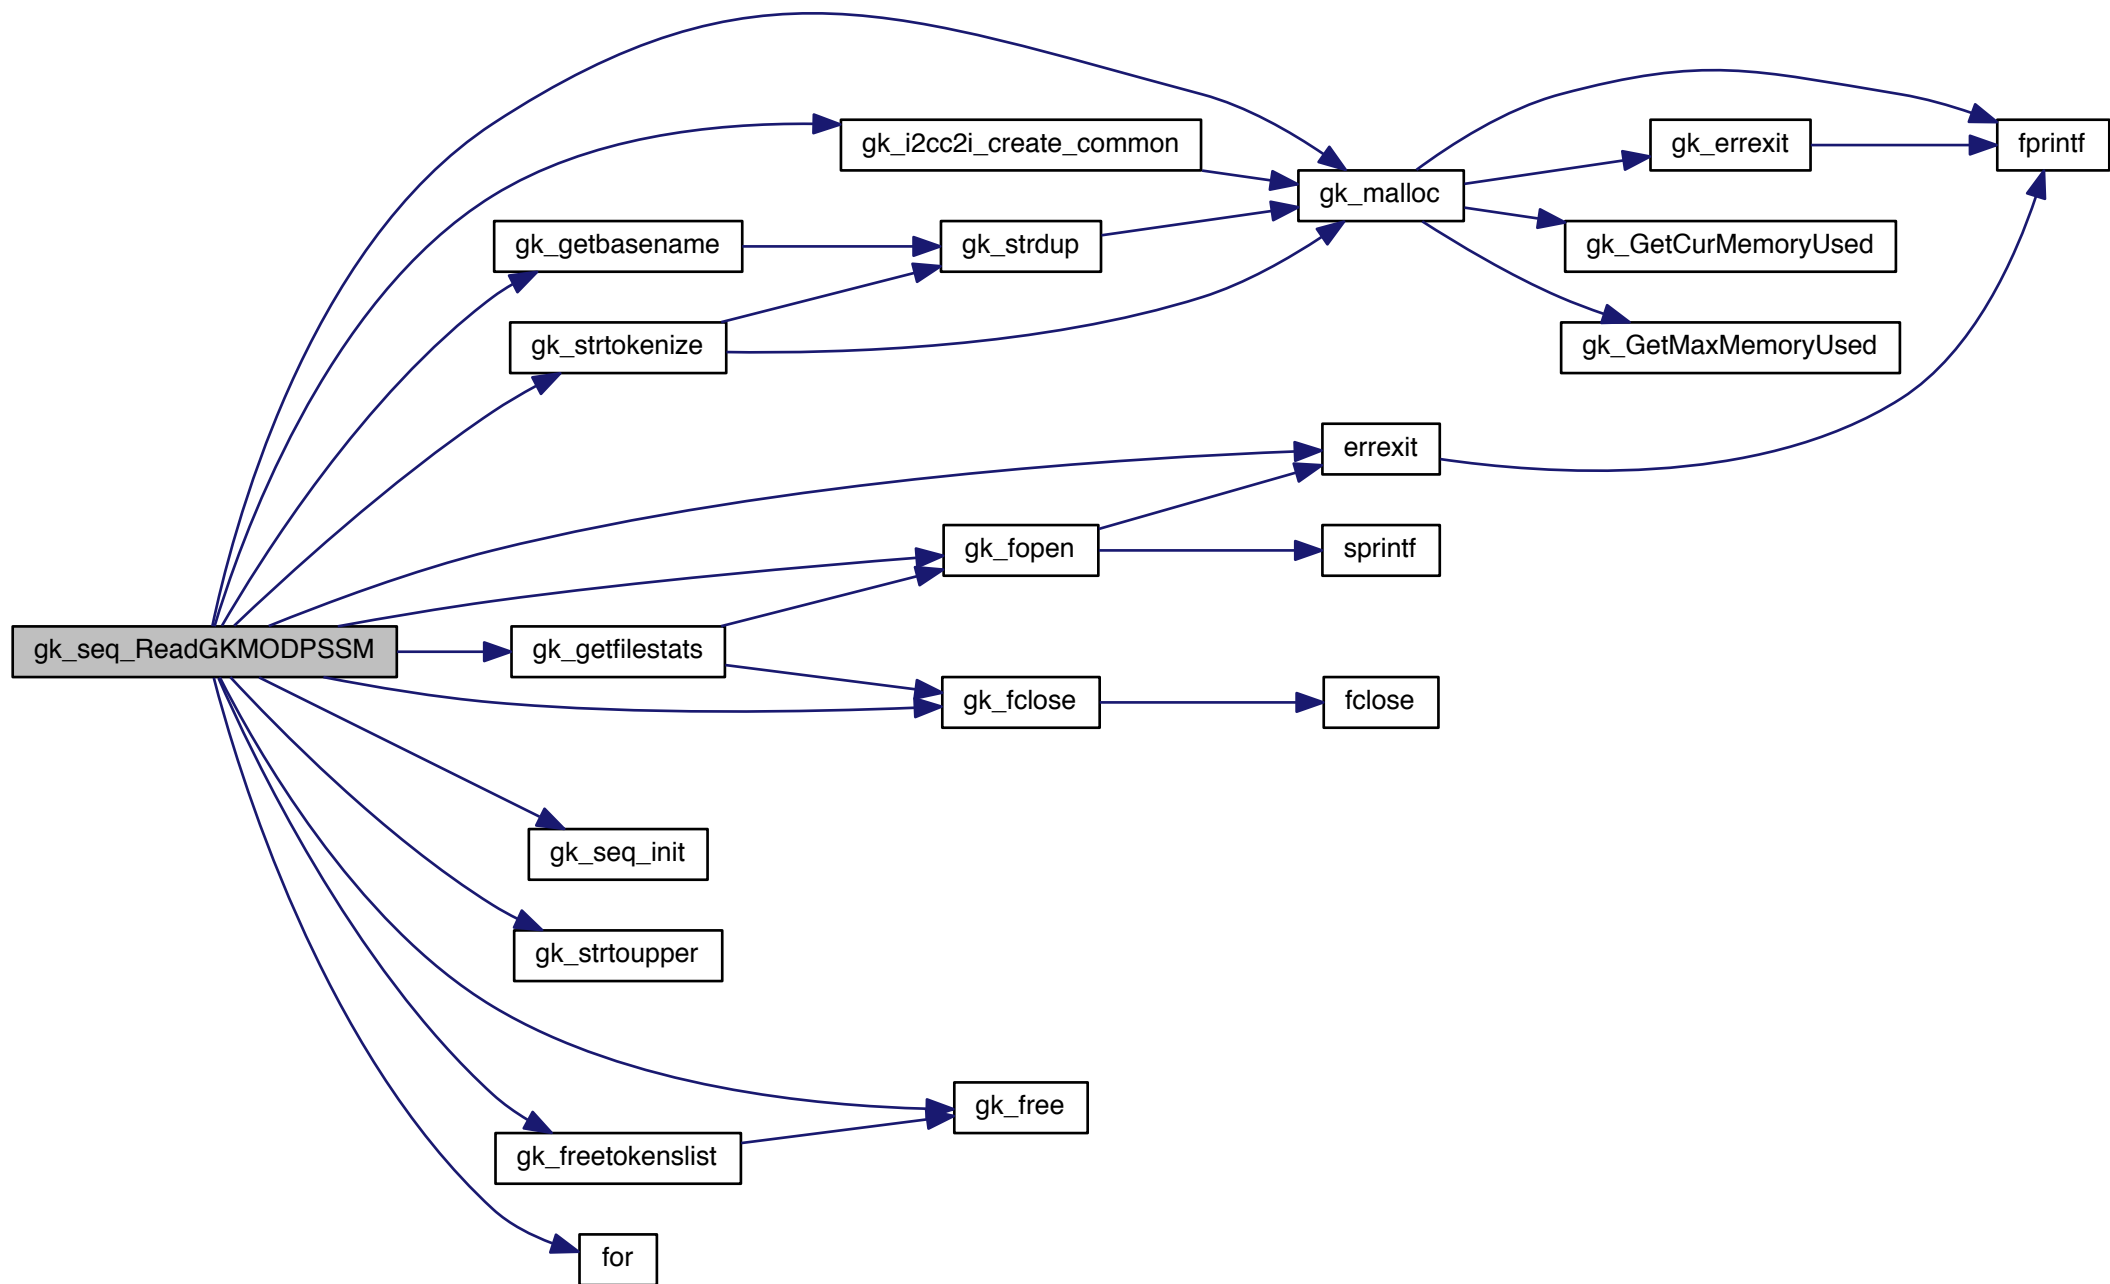 gk_i2cc2i_create_common
gk_errexit
fprintf
gk_malloc
gk_getbasename
gk_strdup
gk_GetCurMemoryUsed
gk_strtokenize
gk_GetMaxMemoryUsed
errexit
gk_fopen
sprintf
gk_seq_ReadGKMODPSSM
gk_getfilestats
gk_fclose
fclose
gk_seq_init
gk_strtoupper
gk_free
gk_freetokenslist
for